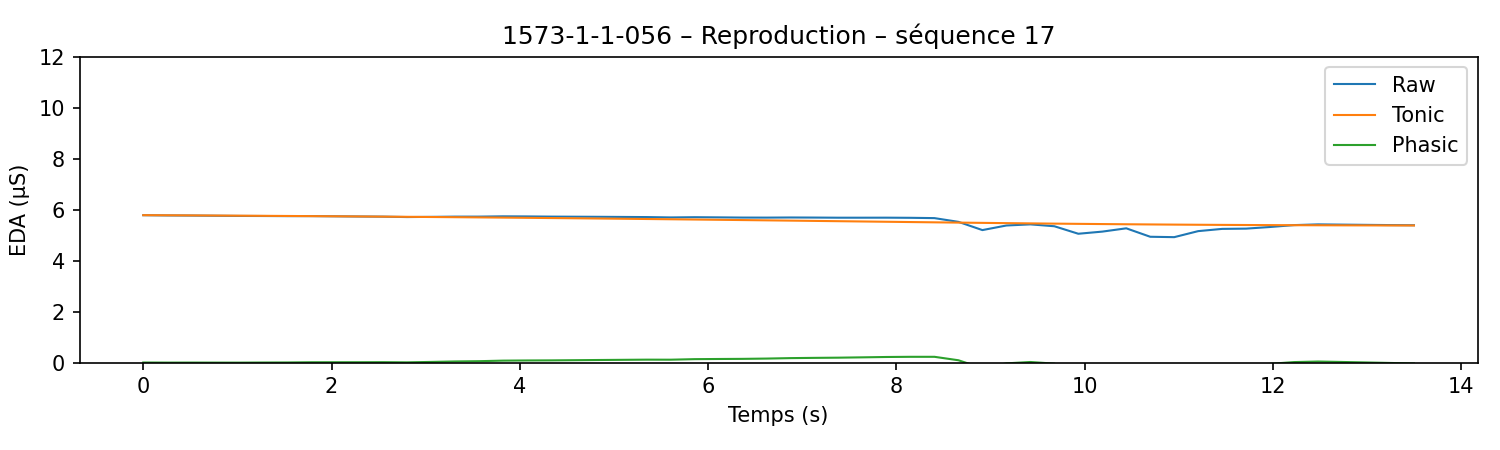 1573-1-1-056 – Reproduction – séquence 17
EDA (µS)
12
10
8
6
4
2
0
Raw
Tonic
Phasic
0 2 4 6 8 10 12 14
Temps (s)